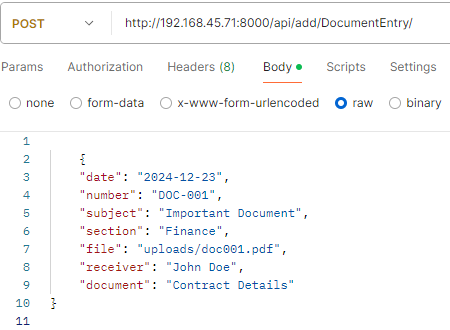 POST http://192.168.45.71:8000/api/add/DocumentEntry/
Params Authorization Headers (8) Body Scripts Settings
none form-data x-www-form-urlencoded raw binary
1
2 {
3 "date": "2024-12-23",
4 "number": "DOC-001",
5 "subject": "Important Document",
6 "section": "Finance",
7 "file": "uploads/doc001.pdf",
8 "receiver": "John Doe",
9 "document": "Contract Details"
10 }
11